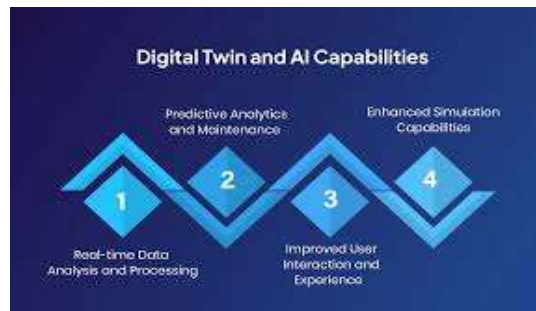 Digital Twin and AI Capabilities
Predictive Analytics
and Maintenance
Enhanced Simulation
Capabilities
1
2
3
4
Real-time Data
Analysis and Processing
Improved User
Interaction and
Experience